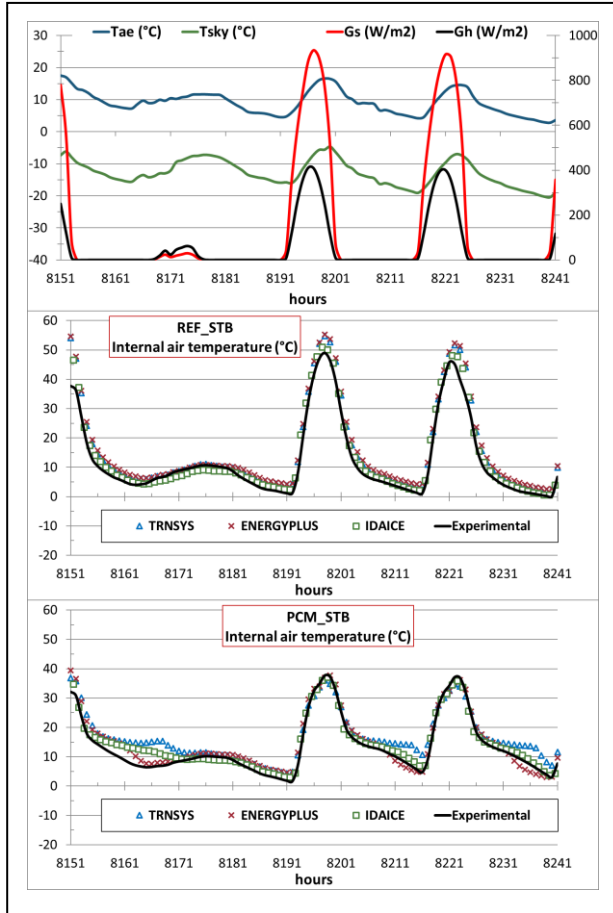 Tae (°C) Tsky (°C) Gs (W/m2) Gh (W/m2)
30 1000
20 800
10
0 600
-10
400
-20
200
-30
-40 0
8151 8161 8171 8181 8191 8201 8211 8221 8231 8241
hours
60
REF_STB
Internal air temperature (°C)
50
40
30
20
10
0
-10
TRNSYS ENERGYPLUS IDAICE Experimental
-20
8151 8161 8171 8181 8191 8201 8211 8221 8231 8241
hours
60
PCM_STB
Internal air temperature (°C)
50
40
30
20
10
0
TRNSYS ENERGYPLUS IDAICE Experimental
-10
-20
8151 8161 8171 8181 8191 8201 8211 8221 8231 8241
hours